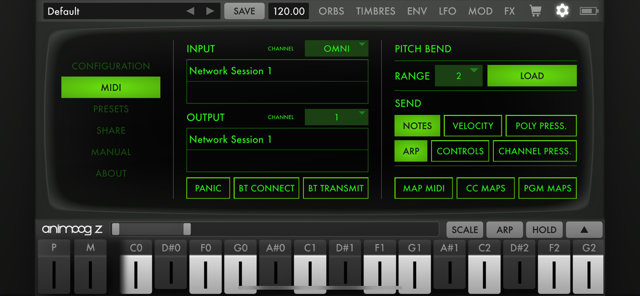 Default SAVE 120.00 ORBS TIMBRES ENV LFO MOD FX
CONFIGURATION
MIDI
PRESETS
SHARE
MANUAL
ABOUT
INPUT CHANNEL OMNI
Network Session 1
OUTPUT CHANNEL 1
Network Session 1
PANIC BT CONNECT BT TRANSMIT
PITCH BEND
RANGE 2 LOAD
SEND
NOTES VELOCITY POLY PRESS.
ARP CONTROLS CHANNEL PRESS.
MAP MIDI CC MAPS PGM MAPS
animoog z SCALE ARP HOLD
P M C0 D#0 F0 G0 A#0 C1 D#1 F1 G1 A#1 C2 D#2 F2 G2